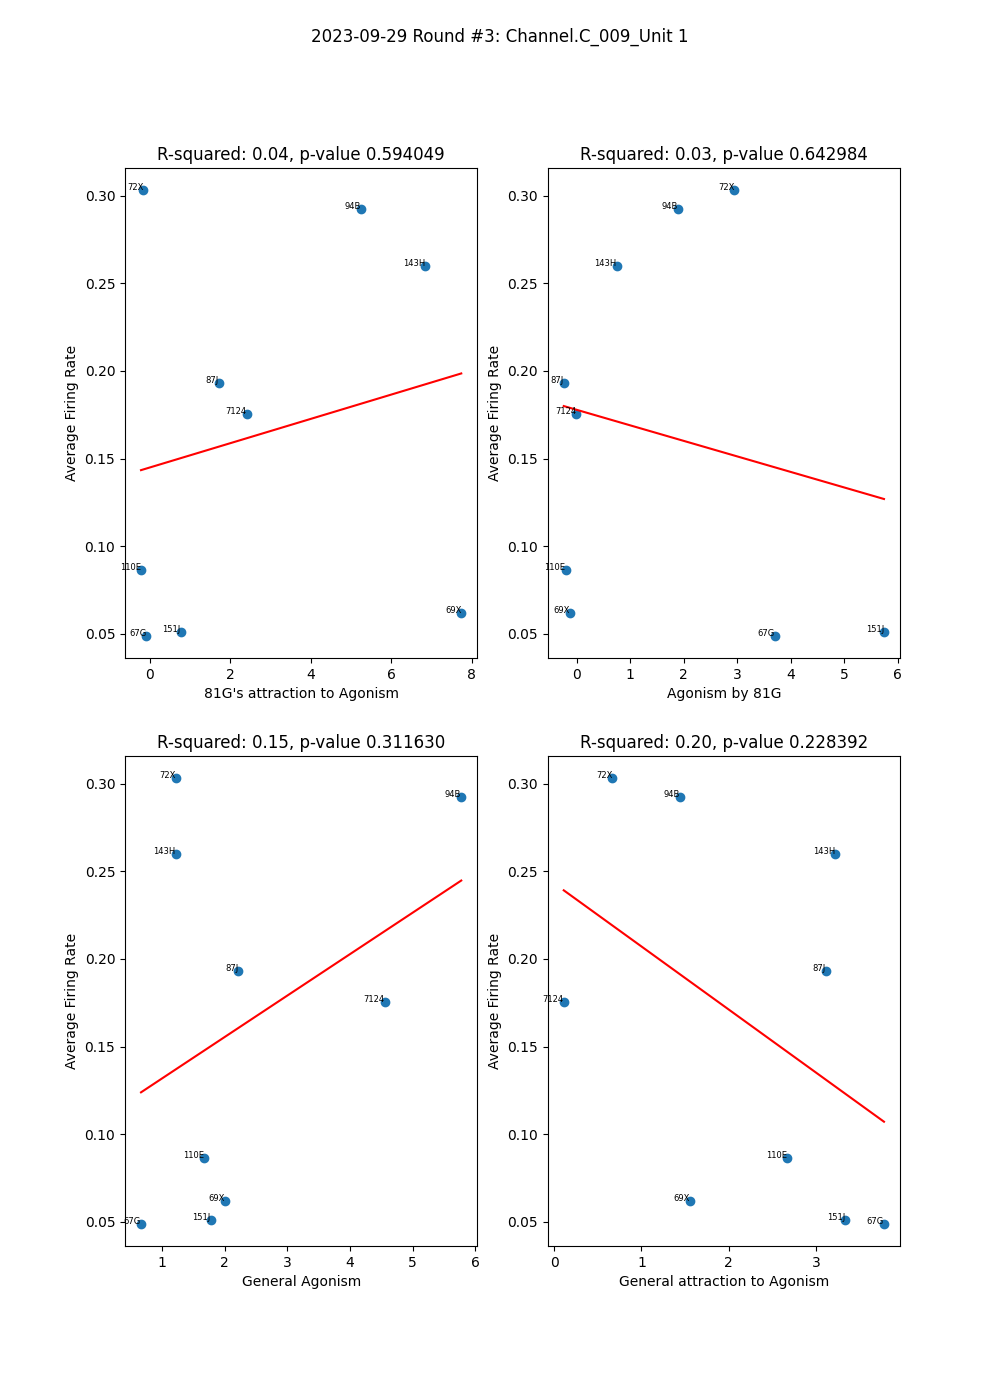 2023-09-29 Round #3: Channel.C_009_Unit 1
R-squared: 0.04, p-value 0.594049
Average Firing Rate
0.30
0.25
0.20
0.15
0.10
0.05
72X
94B
143H
87J
7124
110E
69X
67G
151J
0
2
4
6
8
81G's attraction to Agonism
R-squared: 0.03, p-value 0.642984
Average Firing Rate
0.30
0.25
0.20
0.15
0.10
0.05
72X
94B
143H
87J
7124
110E
69X
67G
151J
0
1
2
3
4
5
6
Agonism by 81G
R-squared: 0.15, p-value 0.311630
Average Firing Rate
0.30
0.25
0.20
0.15
0.10
0.05
72X
94B
143H
87J
7124
110E
69X
151J
67G
1
2
3
4
5
6
General Agonism
R-squared: 0.20, p-value 0.228392
Average Firing Rate
0.30
0.25
0.20
0.15
0.10
0.05
72X
94B
143H
87J
7124
110E
69X
151J
67G
0
1
2
3
General attraction to Agonism